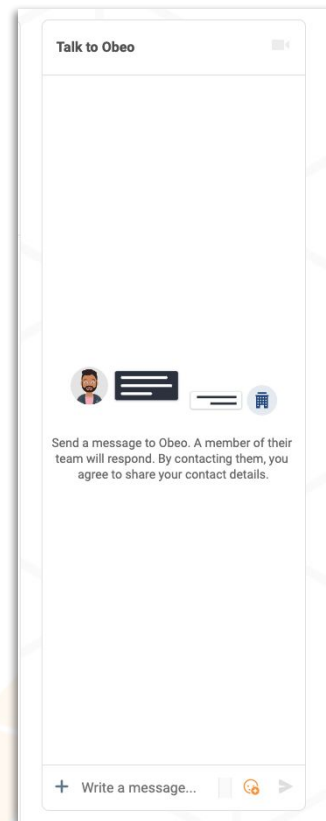 Talk to Obeo
Send a message to Obeo. A member of their
team will respond. By contacting them, you
agree to share your contact details.
Write a message...